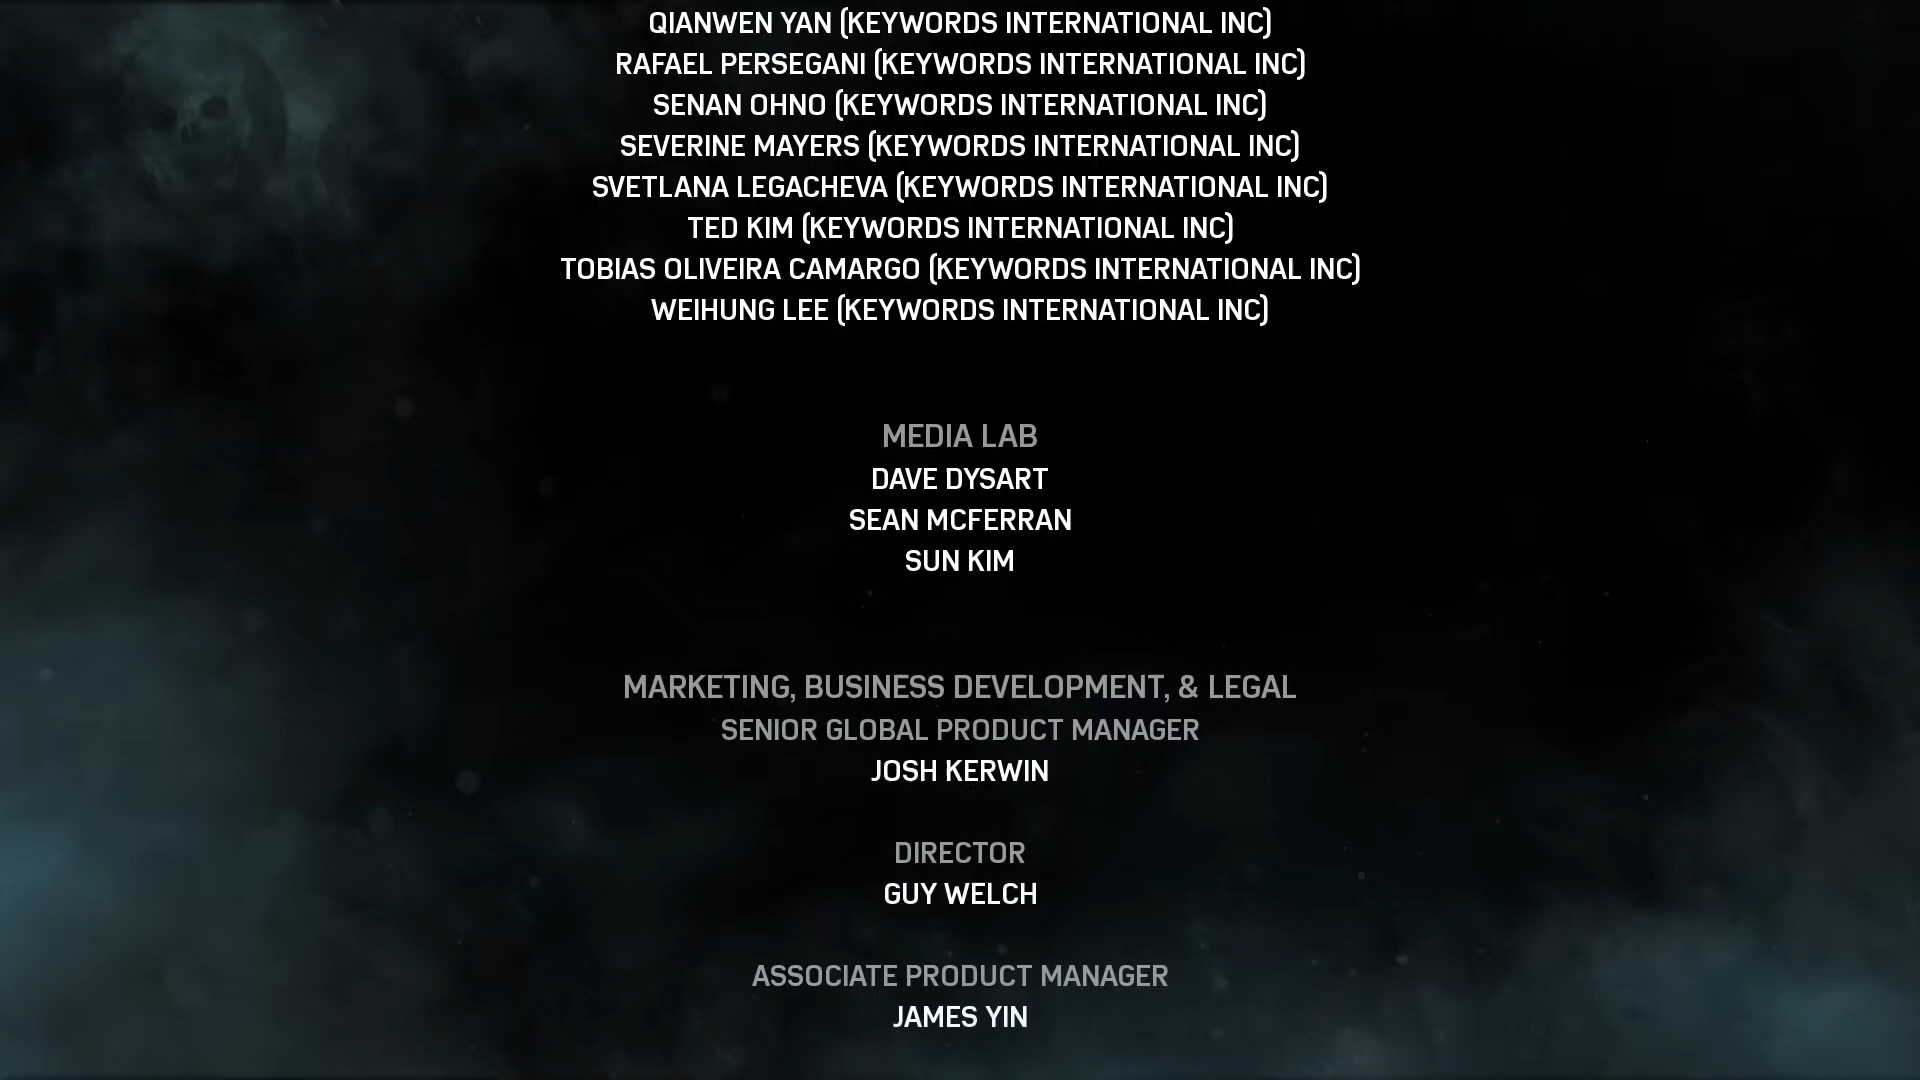 QIANWEN YAN (KEYWORDS INTERNATIONAL INC)
RAFAEL PERSEGANI (KEYWORDS INTERNATIONAL INC)
SENAN OHNO (KEYWORDS INTERNATIONAL INC)
SEVERINE MAYERS (KEYWORDS INTERNATIONAL INC)
SVETLANA LEGACHEVA (KEYWORDS INTERNATIONAL INC)
TED KIM (KEYWORDS INTERNATIONAL INC)
TOBIAS OLIVEIRA CAMARGO (KEYWORDS INTERNATIONAL INC)
WEIHUNG LEE (KEYWORDS INTERNATIONAL INC)
MEDIA LAB
DAVE DYSART
SEAN MCFERRAN
SUN KIM
MARKETING, BUSINESS DEVELOPMENT, & LEGAL
SENIOR GLOBAL PRODUCT MANAGER
JOSH KERWIN
DIRECTOR
GUY WELCH
ASSOCIATE PRODUCT MANAGER
JAMES YIN